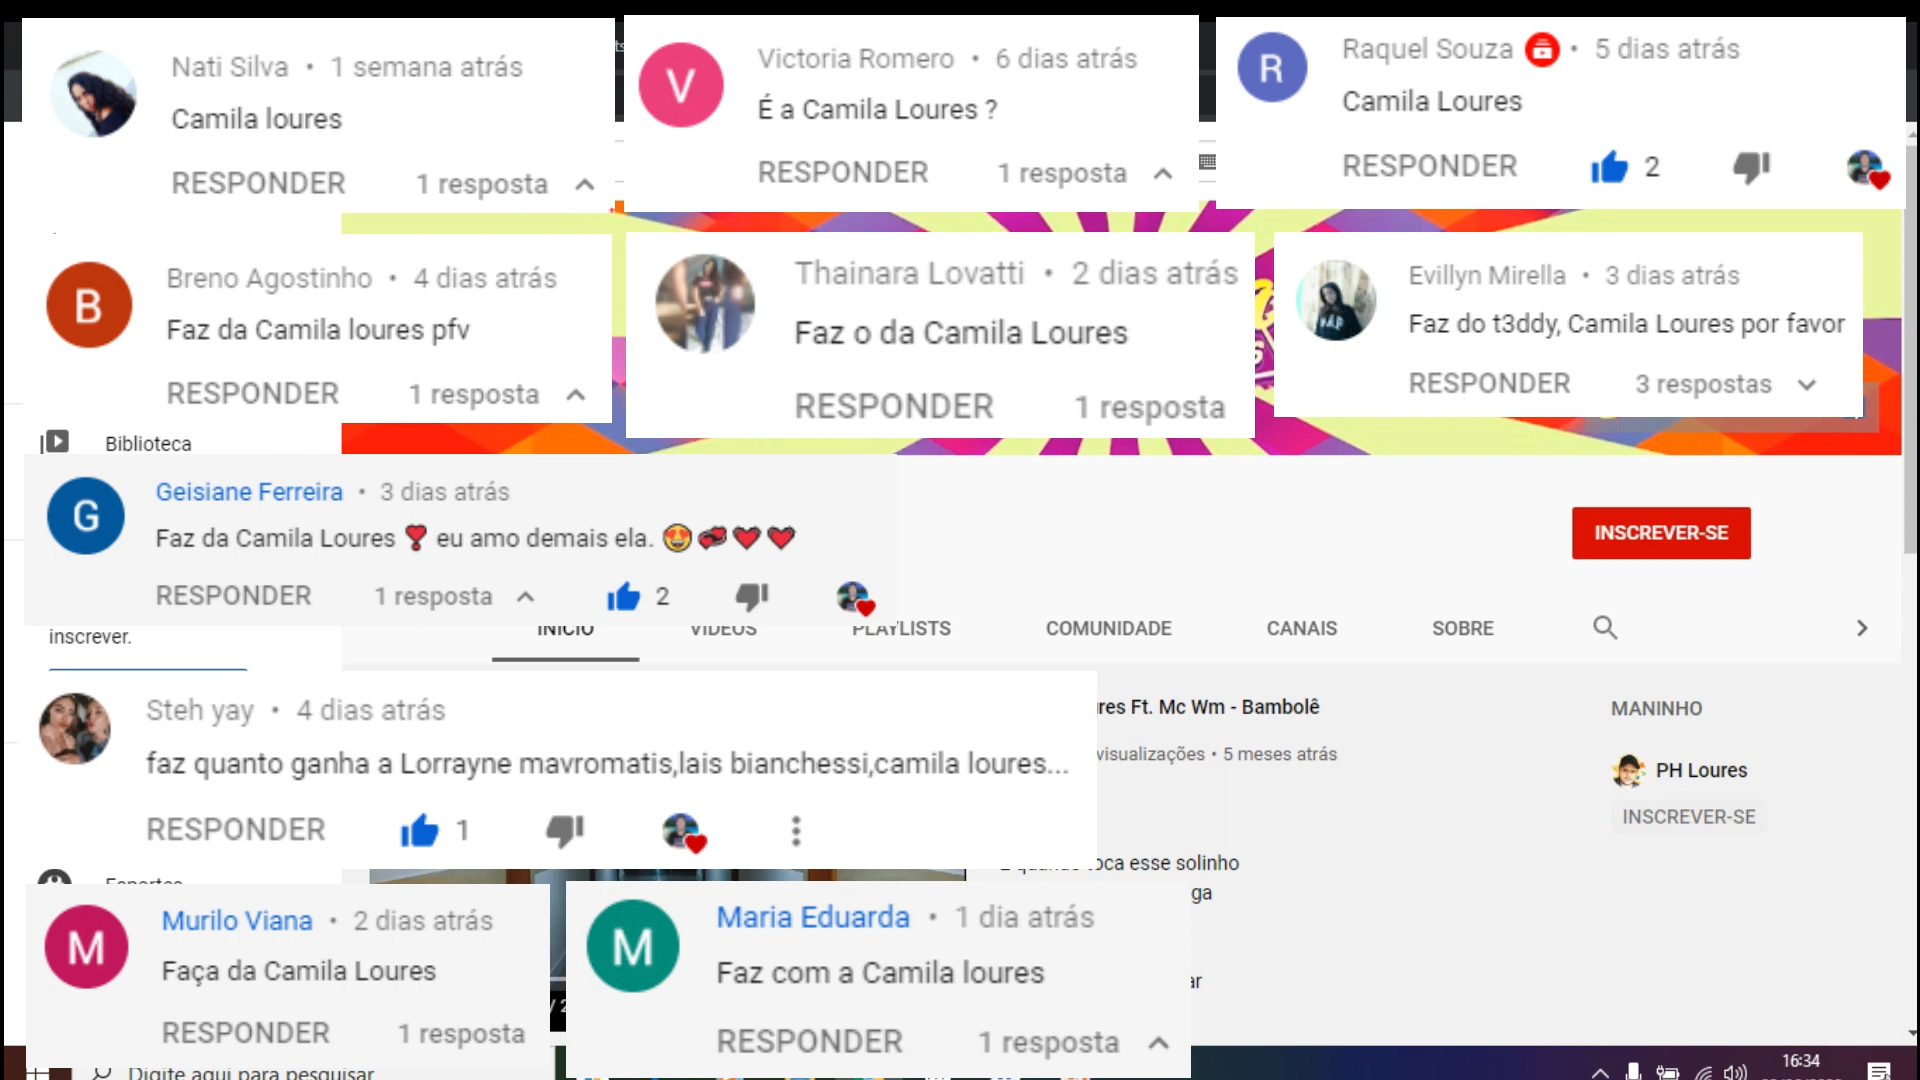 Nati Silva • 1 semana atrás
Camila loures
RESPONDER 1 resposta
Victoria Romero • 6 dias atrás
É a Camila Loures ?
RESPONDER 1 resposta
R
V
Raquel Souza • 5 dias atrás
Camila Loures
RESPONDER 2
B
Breno Agostinho • 4 dias atrás
Faz da Camila loures pfv
RESPONDER 1 resposta
Thainara Lovatti • 2 dias atrás
Faz o da Camila Loures
RESPONDER 1 resposta
Evillyn Mirella • 3 dias atrás
Faz do t3ddy, Camila Loures por favor
RESPONDER 3 respostas
Biblioteca
G
Geisiane Ferreira • 3 dias atrás
Faz da Camila Loures ❣️ eu amo demais ela. 😍💞❤️❤️
RESPONDER 1 resposta 2
INSCREVER-SE
inscrever.
INÍCIO VÍDEOS PLAYLISTS COMUNIDADE CANAIS SOBRE
Steh yay • 4 dias atrás
faz quanto ganha a Lorrayne mavromatis,lais bianchessi,camila loures...
RESPONDER 1
res Ft. Mc Wm - Bambolê
visualizações • 5 meses atrás
MANINHO
PH Loures
INSCREVER-SE
oca esse solinho
ga
ar
Esportes
M
Murilo Viana • 2 dias atrás
Faça da Camila Loures
RESPONDER 1 resposta
M
Maria Eduarda • 1 dia atrás
Faz com a Camila loures
RESPONDER 1 resposta
Digite aqui para pesquisar
16:34